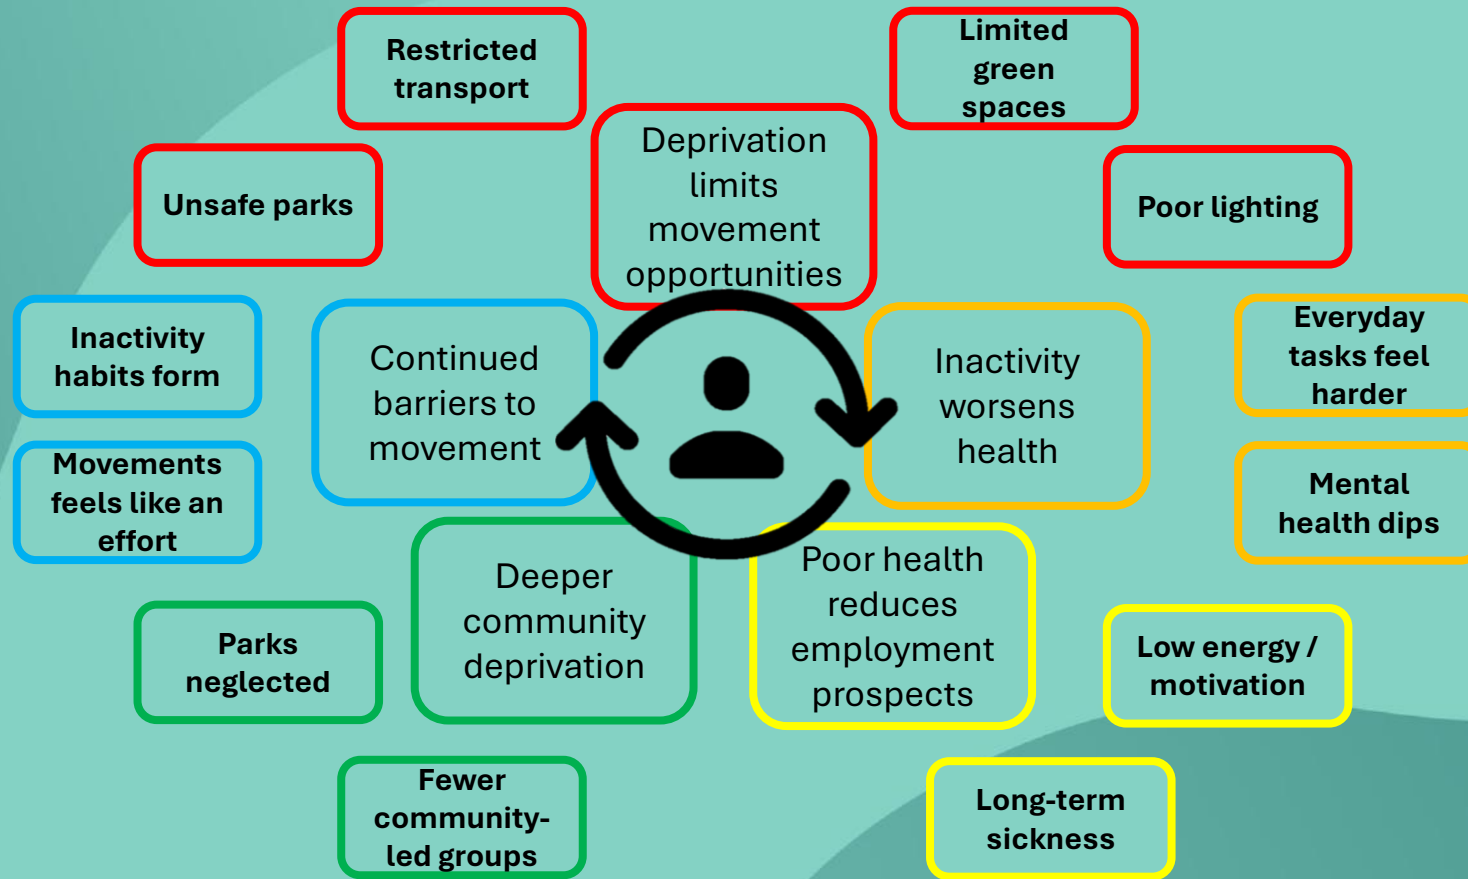 Restricted
transport
Limited
green
spaces
Deprivation
limits
movement
opportunities
Unsafe parks
Poor lighting
Inactivity
habits form
Continued
barriers to
movement
Inactivity
worsens
health
Everyday
tasks feel
harder
Movements
feels like an
effort
Mental
health dips
Deeper
community
deprivation
Poor health
reduces
employment
prospects
Parks
neglected
Low energy /
motivation
Fewer
community-
led groups
Long-term
sickness